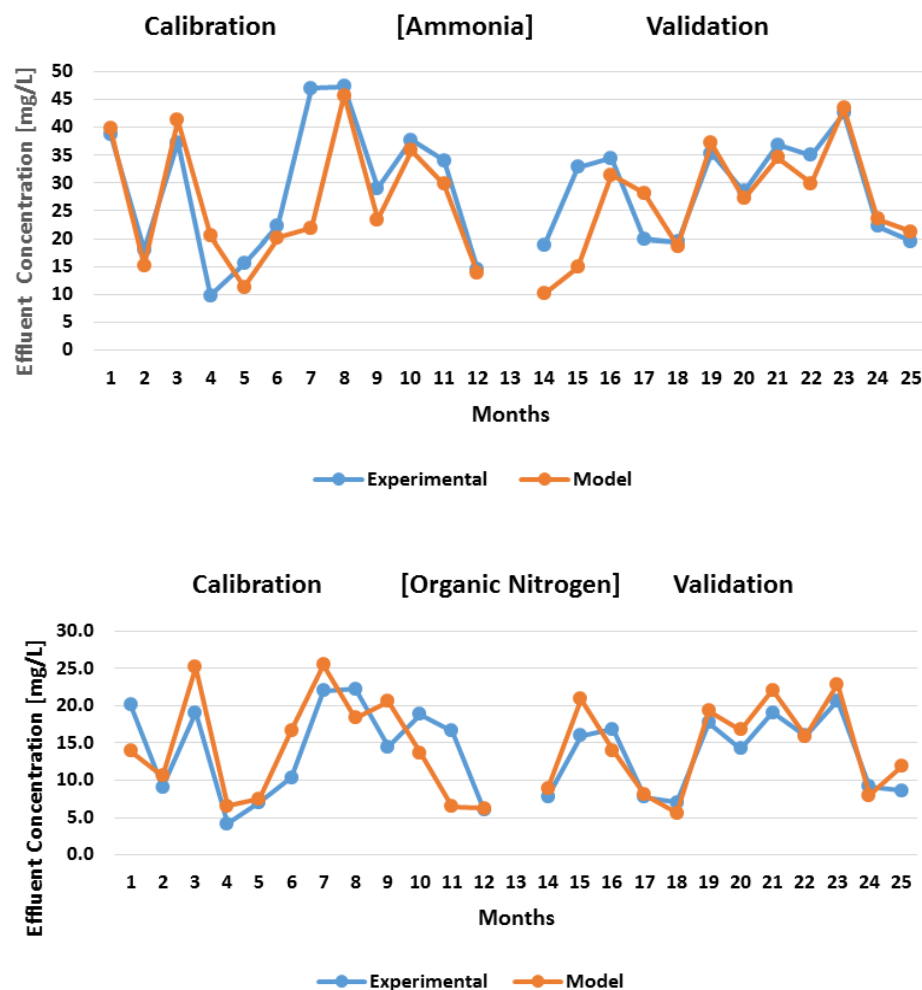 Calibration [Ammonia] Validation
Effluent Concentration [mg/L]
50
45
40
35
30
25
20
15
10
5
0
1 2 3 4 5 6 7 8 9 10 11 12 13 14 15 16 17 18 19 20 21 22 23 24 25
Months
Experimental Model
Calibration [Organic Nitrogen] Validation
Effluent Concentration [mg/L]
30.0
25.0
20.0
15.0
10.0
5.0
0.0
1 2 3 4 5 6 7 8 9 10 11 12 13 14 15 16 17 18 19 20 21 22 23 24 25
Months
Experimental Model